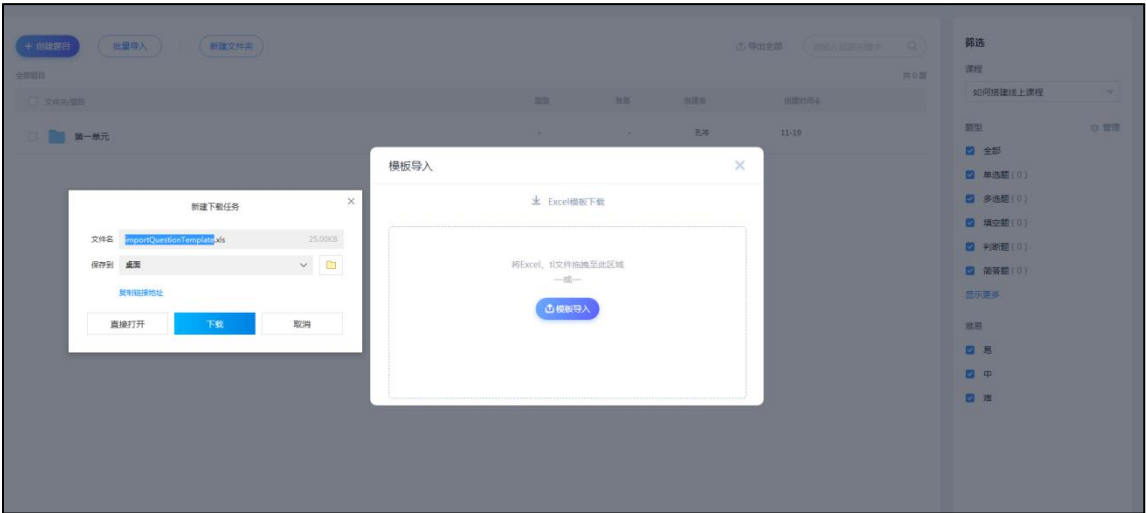 + 创建题目 批量导入 新建文件夹 导出全部
全部题目 共 0 题
文件夹/题目 题型 难易 创建者 创建时间
第一单元 - - 11-19
模板导入
Excel模板下载
将Excel、tl文件拖拽至此区域
—或—
模板导入
新建下载任务
文件名 importQuestionTemplate.xls 25.00KB
保存到 桌面
复制链接地址
直接打开 下载 取消
筛选
课程
如何搭建线上课程
题型 管理
全部
单选题 ( 0 )
多选题 ( 0 )
填空题 ( 0 )
判断题 ( 0 )
简答题 ( 0 )
显示更多
难易
易
中
难